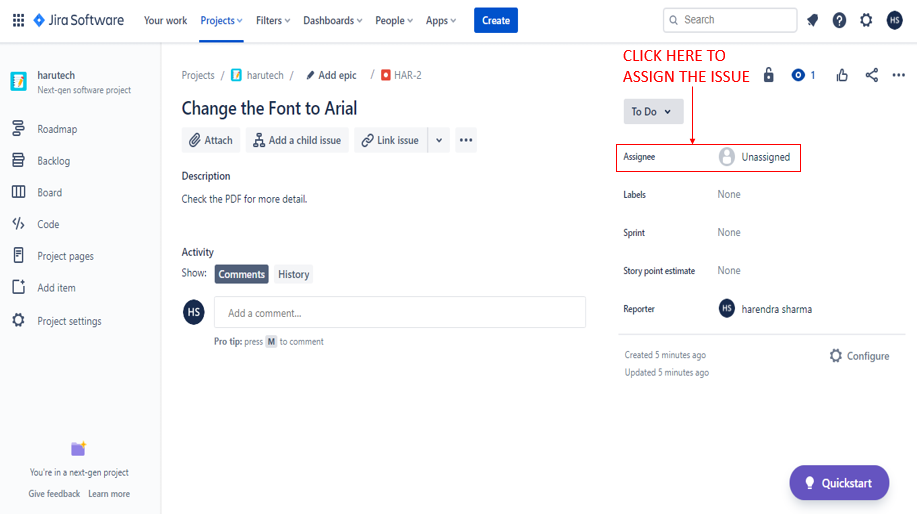 Jira Software
Your work
Projects
Filters
Dashboards
People
Apps
Create
Search
HS
harutech
Next-gen software project
Roadmap
Backlog
Board
Code
Project pages
Add item
Project settings
You're in a next-gen project
Give feedback Learn more
Projects / harutech / Add epic / HAR-2
Change the Font to Arial
Attach
Add a child issue
Link issue
Description
Check the PDF for more detail.
Activity
Show: Comments History
HS
Add a comment...
Pro tip: press M to comment
CLICK HERE TO
ASSIGN THE ISSUE
1
To Do
Assignee Unassigned
Labels None
Sprint None
Story point estimate None
Reporter HS harendra sharma
Created 5 minutes ago
Updated 5 minutes ago
Configure
Quickstart